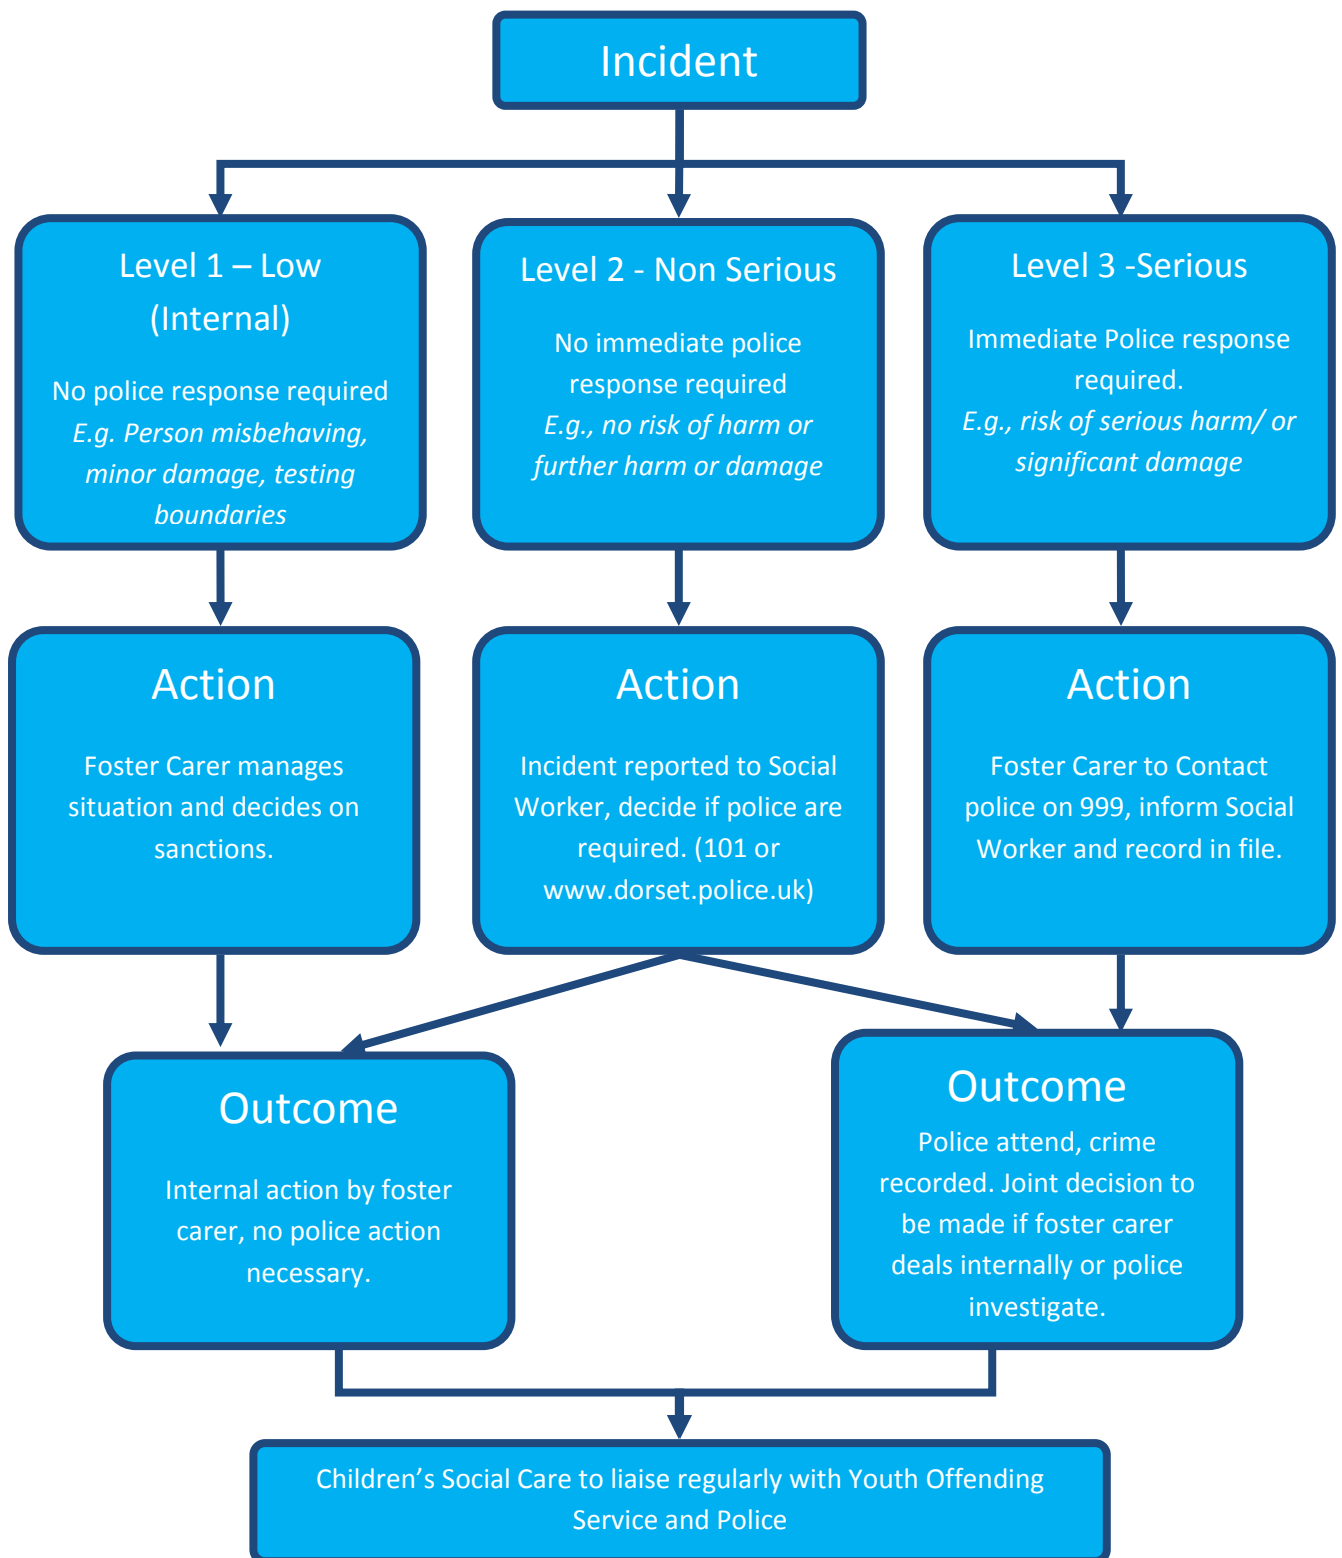 Incident
Level 1 – Low
(Internal)
No police response required
E.g. Person misbehaving,
minor damage, testing
boundaries
Level 2 - Non Serious
No immediate police
response required
E.g., no risk of harm or
further harm or damage
Level 3 -Serious
Immediate Police response
required.
E.g., risk of serious harm/ or
significant damage
Action
Foster Carer manages
situation and decides on
sanctions.
Action
Incident reported to Social
Worker, decide if police are
required. (101 or
www.dorset.police.uk)
Action
Foster Carer to Contact
police on 999, inform Social
Worker and record in file.
Outcome
Internal action by foster
carer, no police action
necessary.
Outcome
Police attend, crime
recorded. Joint decision to
be made if foster carer
deals internally or police
investigate.
Children’s Social Care to liaise regularly with Youth Offending
Service and Police